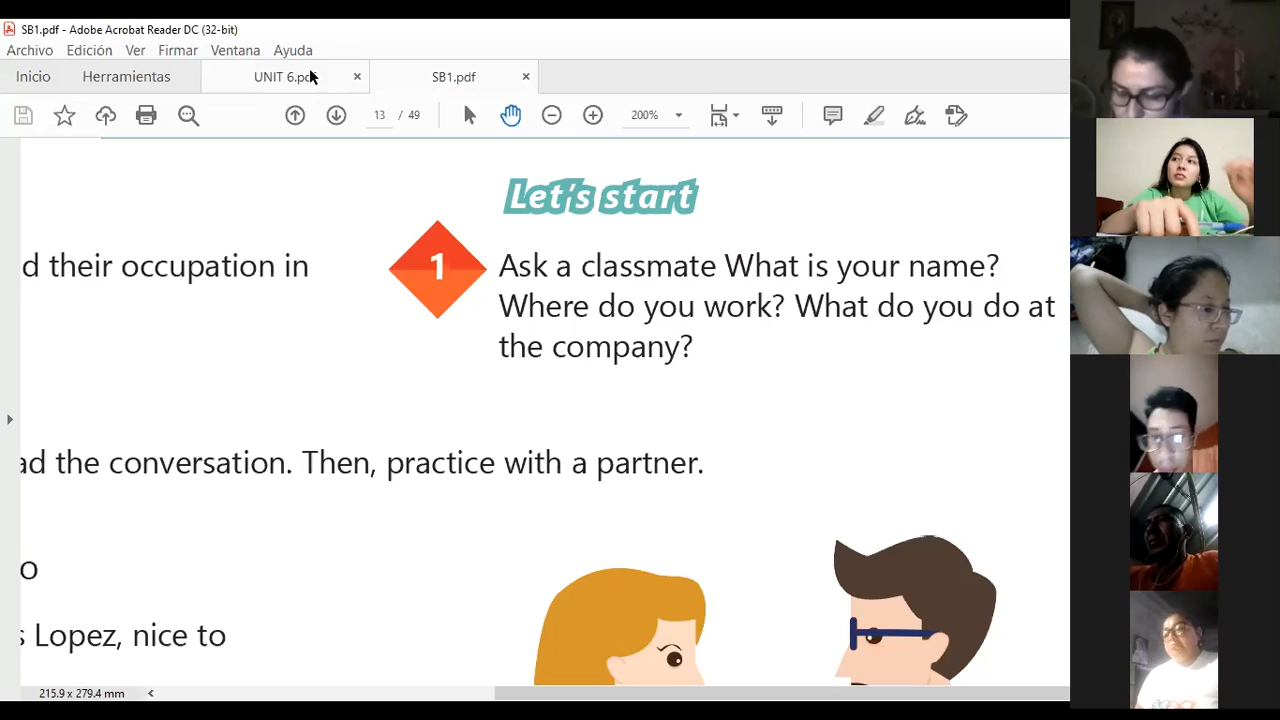 SB1.pdf - Adobe Acrobat Reader DC (32-bit)
Archivo Edición Ver Firmar Ventana Ayuda
Inicio Herramientas UNIT 6.pdf SB1.pdf
13 / 49 200%
Let's start
d their occupation in
1 Ask a classmate What is your name?
Where do you work? What do you do at
the company?
ad the conversation. Then, practice with a partner.
o
s Lopez, nice to
215.9 x 279.4 mm